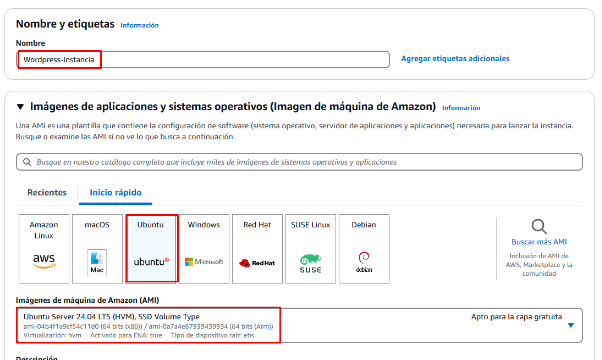 Nombre y etiquetas Información
Nombre
Wordpress-Instancia
Agregar etiquetas adicionales
▼ Imágenes de aplicaciones y sistemas operativos (Imagen de máquina de Amazon) Información
Una AMI es una plantilla que contiene la configuración de software (sistema operativo, servidor de aplicaciones y aplicaciones) necesaria para lanzar la instancia.
Busque o examine las AMI si no ve lo que busca a continuación.
Busque en nuestro catálogo completo que incluye miles de imágenes de sistemas operativos y aplicaciones
Recientes
Inicio rápido
Amazon
Linux
aws
macOS
Mac
Ubuntu
ubuntu
Windows
Microsoft
Red Hat
RedHat
SUSE Linux
SUSE
Debian
debian
Buscar más AMI
Inclusión de AMI de
AWS, Marketplace y la
comunidad
Imágenes de máquina de Amazon (AMI)
Ubuntu Server 24.04 LTS (HVM), SSD Volume Type
Apto para la capa gratuita
ami-04b4f1a9cf54c11d0 (64 bits (x86)) / ami-0a7a4e87939439934 (64 bits (Arm))
Virtualización: hvm Activado para ENA: true Tipo de dispositivo raíz: ebs
Descripción